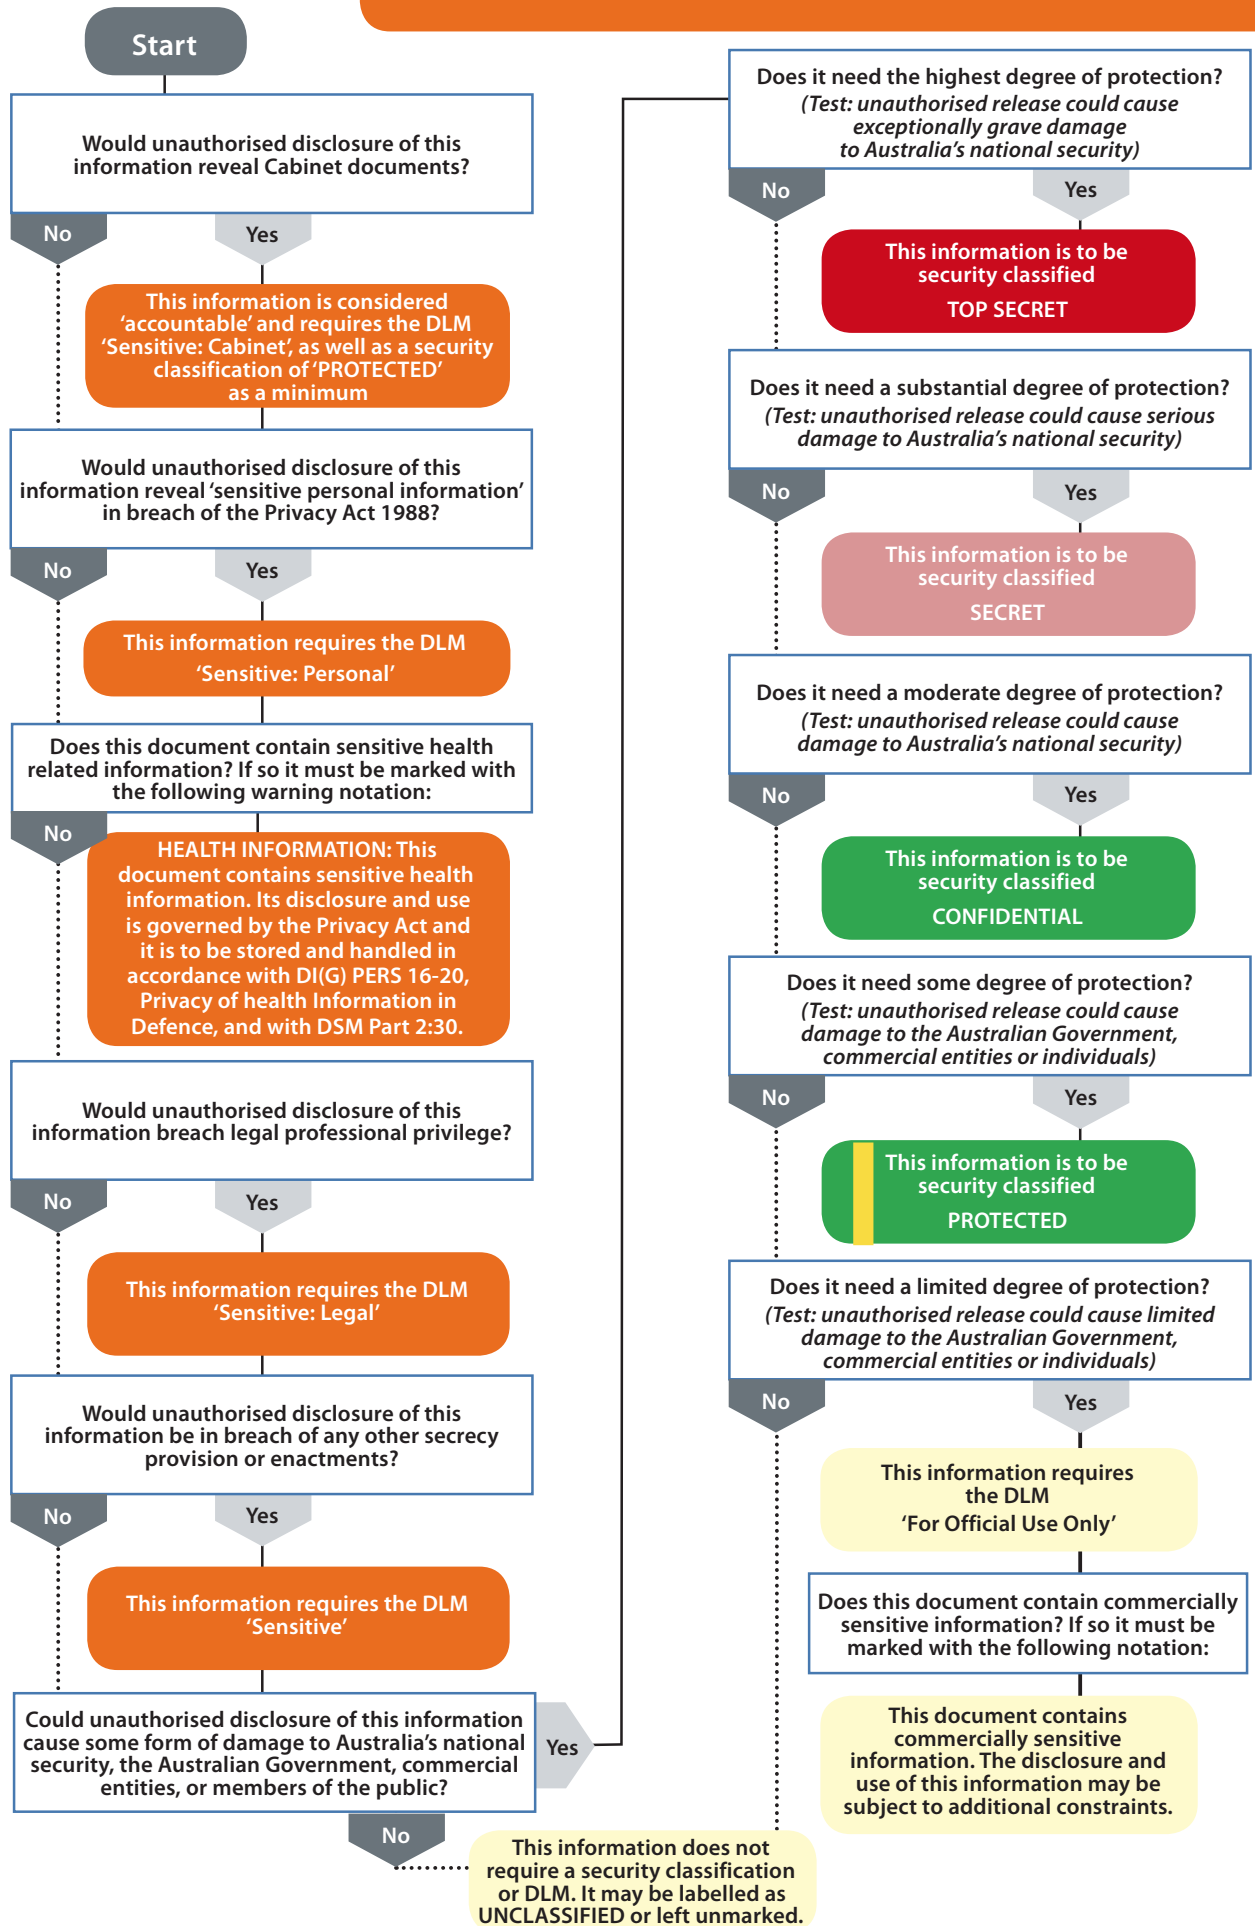 Start
Would unauthorised disclosure of this
information reveal Cabinet documents?
No
Yes
This information is considered
‘accountable’ and requires the DLM
‘Sensitive: Cabinet’, as well as a security
classification of ‘PROTECTED’
as a minimum
Would unauthorised disclosure of this
information reveal ‘sensitive personal information’
in breach of the Privacy Act 1988?
No
Yes
This information requires the DLM
‘Sensitive: Personal’
Does this document contain sensitive health
related information? If so it must be marked with
the following warning notation:
No
HEALTH INFORMATION: This
document contains sensitive health
information. Its disclosure and use
is governed by the Privacy Act and
it is to be stored and handled in
accordance with DI(G) PERS 16-20,
Privacy of health Information in
Defence, and with DSM Part 2:30.
Would unauthorised disclosure of this
information breach legal professional privilege?
No
Yes
This information requires the DLM
‘Sensitive: Legal’
Would unauthorised disclosure of this
information be in breach of any other secrecy
provision or enactments?
No
Yes
This information requires the DLM
‘Sensitive’
Could unauthorised disclosure of this information
cause some form of damage to Australia’s national
security, the Australian Government, commercial
entities, or members of the public?
Yes
No
This information does not
require a security classification
or DLM. It may be labelled as
UNCLASSIFIED or left unmarked.
Does it need the highest degree of protection?
(Test: unauthorised release could cause
exceptionally grave damage
to Australia’s national security)
No
Yes
This information is to be
security classified
TOP SECRET
Does it need a substantial degree of protection?
(Test: unauthorised release could cause serious
damage to Australia’s national security)
No
Yes
This information is to be
security classified
SECRET
Does it need a moderate degree of protection?
(Test: unauthorised release could cause
damage to Australia’s national security)
No
Yes
This information is to be
security classified
CONFIDENTIAL
Does it need some degree of protection?
(Test: unauthorised release could cause
damage to the Australian Government,
commercial entities or individuals)
No
Yes
This information is to be
security classified
PROTECTED
Does it need a limited degree of protection?
(Test: unauthorised release could cause limited
damage to the Australian Government,
commercial entities or individuals)
No
Yes
This information requires
the DLM
‘For Official Use Only’
Does this document contain commercially
sensitive information? If so it must be
marked with the following notation:
This document contains
commercially sensitive
information. The disclosure and
use of this information may be
subject to additional constraints.